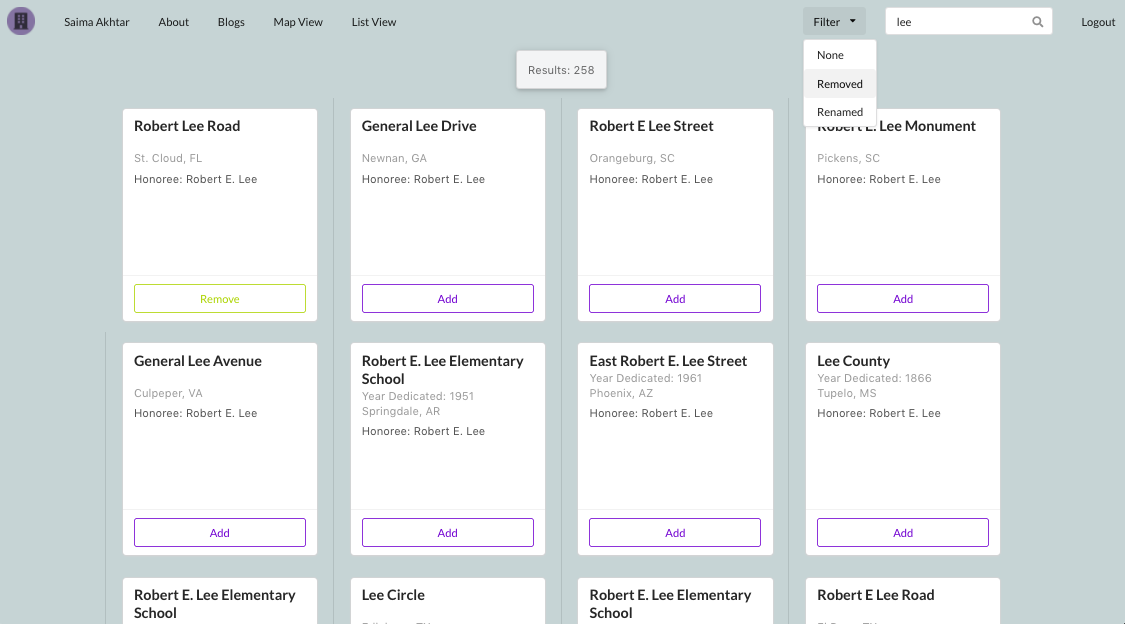 Saima Akhtar
About
Blogs
Map View
List View
Filter
lee
Logout
None
Removed
Renamed
Results: 258
Robert Lee Road
St. Cloud, FL
Honoree: Robert E. Lee
Remove
General Lee Drive
Newnan, GA
Honoree: Robert E. Lee
Add
Robert E Lee Street
Orangeburg, SC
Honoree: Robert E. Lee
Add
Robert E. Lee Monument
Pickens, SC
Honoree: Robert E. Lee
Add
General Lee Avenue
Culpeper, VA
Honoree: Robert E. Lee
Add
Robert E. Lee Elementary
School
Year Dedicated: 1951
Springdale, AR
Honoree: Robert E. Lee
Add
East Robert E. Lee Street
Year Dedicated: 1961
Phoenix, AZ
Honoree: Robert E. Lee
Add
Lee County
Year Dedicated: 1866
Tupelo, MS
Honoree: Robert E. Lee
Add
Robert E. Lee Elementary
School
Lee Circle
Robert E. Lee Elementary
School
Robert E Lee Road